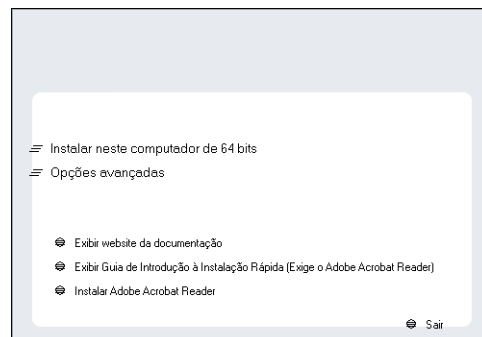 Instalar neste computador de 64 bits
Opções avançadas
Exibir website da documentação
Exibir Guia de Introdução à Instalação Rápida (Exige o Adobe Acrobat Reader)
Instalar Adobe Acrobat Reader
Sair